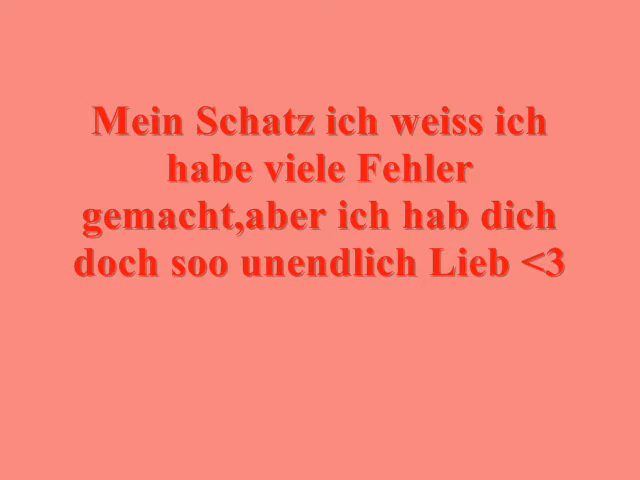 Mein Schatz ich weiss ich
habe viele Fehler
gemacht,aber ich hab dich
doch soo unendlich Lieb <3